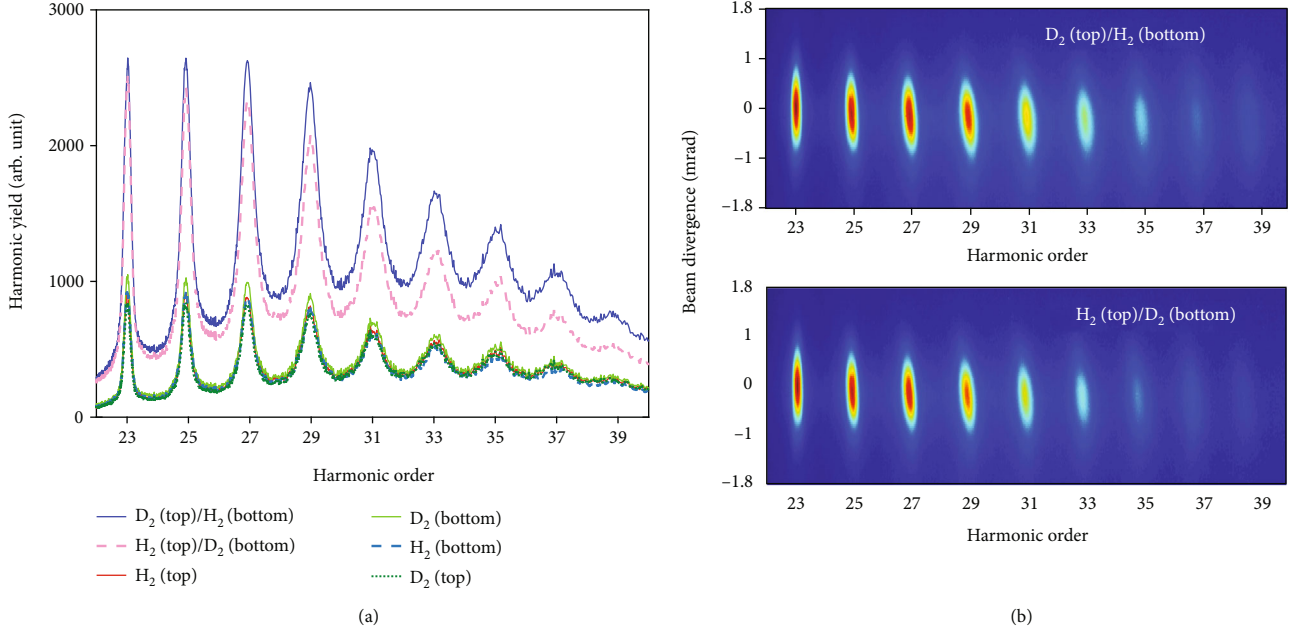 3000
2000
1000
0
Harmonic yield (arb. unit)
23 25 27 29 31 33 35 37 39
Harmonic order
D₂ (top)/H₂ (bottom)
H₂ (top)/D₂ (bottom)
H₂ (top)
D₂ (bottom)
H₂ (bottom)
D₂ (top)
(a)
Beam divergence (mrad)
1.8
1
0
–1
–1.8
D₂ (top)/H₂ (bottom)
23 25 27 29 31 33 35 37 39
Harmonic order
1.8
1
0
–1
–1.8
H₂ (top)/D₂ (bottom)
23 25 27 29 31 33 35 37 39
Harmonic order
(b)